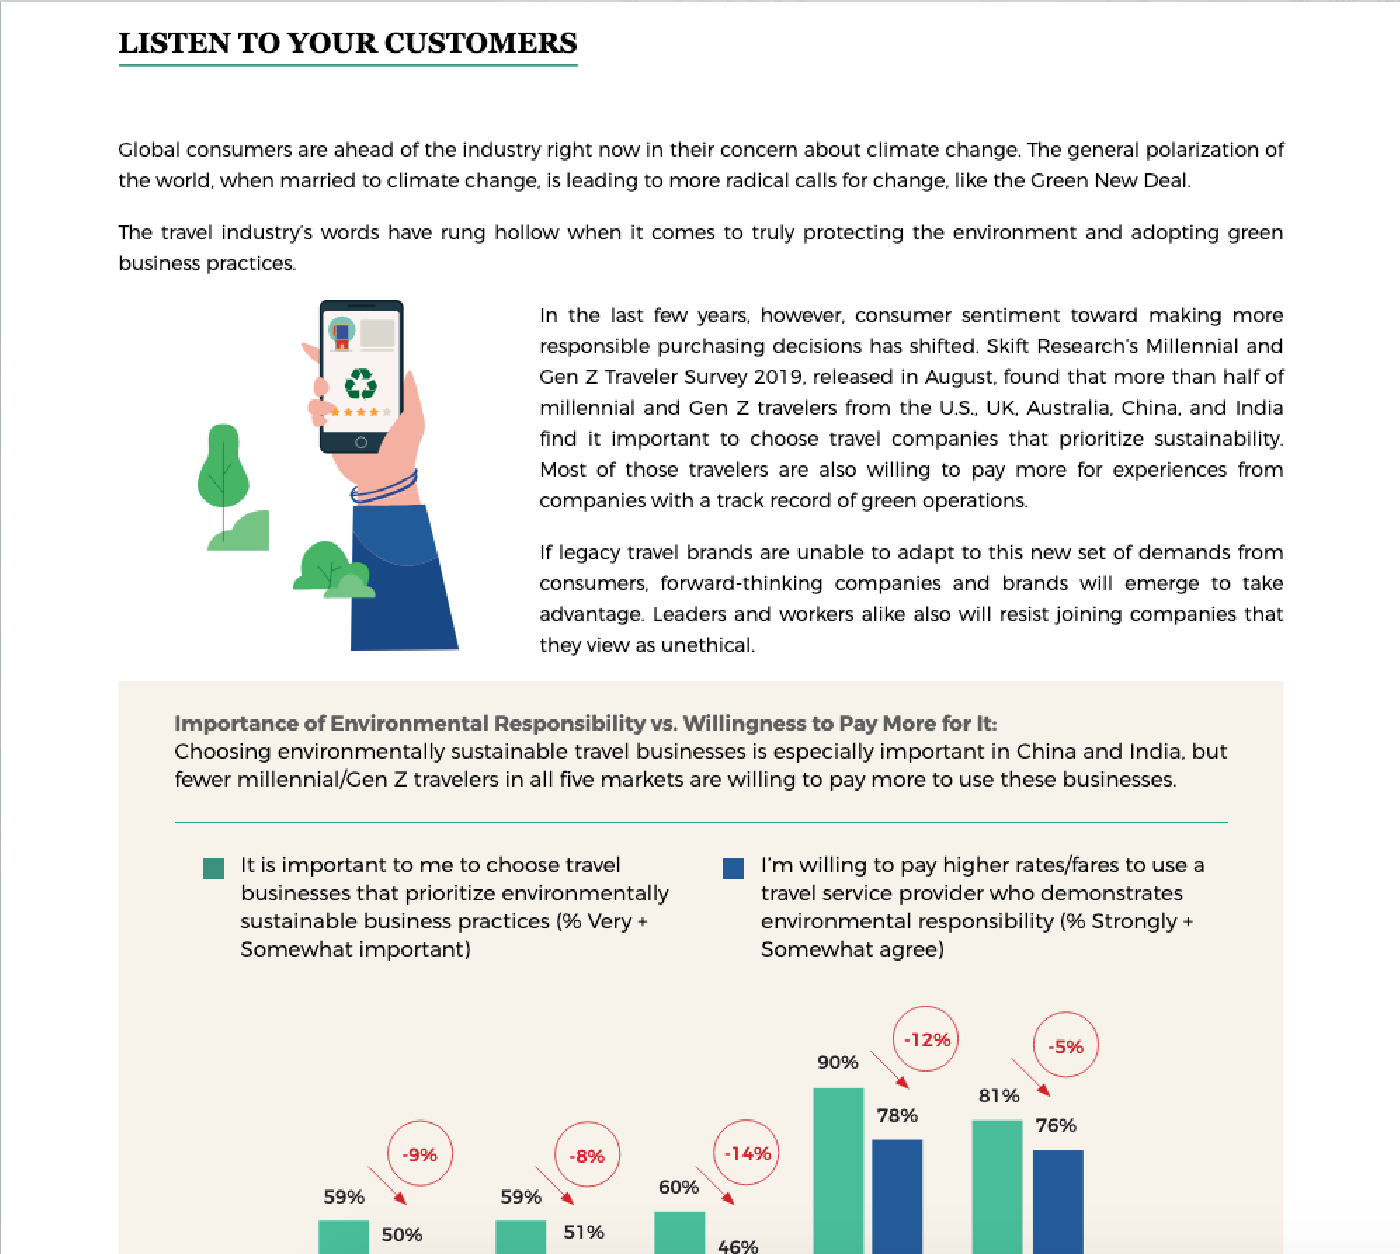 LISTEN TO YOUR CUSTOMERS
Global consumers are ahead of the industry right now in their concern about climate change. The general polarization of
the world, when married to climate change, is leading to more radical calls for change, like the Green New Deal.
The travel industry's words have rung hollow when it comes to truly protecting the environment and adopting green
business practices.
In the last few years, however, consumer sentiment toward making more
responsible purchasing decisions has shifted. Skift Research's Millennial and
Gen Z Traveler Survey 2019, released in August, found that more than half of
millennial and Gen Z travelers from the U.S., UK, Australia, China, and India
find it important to choose travel companies that prioritize sustainability.
Most of those travelers are also willing to pay more for experiences from
companies with a track record of green operations.
If legacy travel brands are unable to adapt to this new set of demands from
consumers, forward-thinking companies and brands will emerge to take
advantage. Leaders and workers alike also will resist joining companies that
they view as unethical.
Importance of Environmental Responsibility vs. Willingness to Pay More for It:
Choosing environmentally sustainable travel businesses is especially important in China and India, but
fewer millennial/Gen Z travelers in all five markets are willing to pay more to use these businesses.
It is important to me to choose travel
businesses that prioritize environmentally
sustainable business practices (% Very +
Somewhat important)
I'm willing to pay higher rates/fares to use a
travel service provider who demonstrates
environmental responsibility (% Strongly +
Somewhat agree)
59%
-9%
50%
59%
-8%
51%
60%
-14%
46%
90%
-12%
78%
81%
-5%
76%